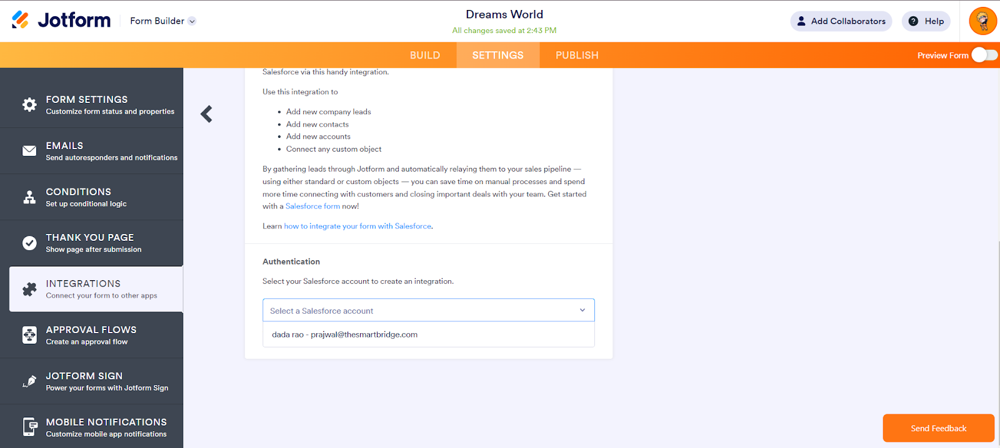 Jotform
Form Builder
Dreams World
All changes saved at 2:43 PM
Add Collaborators
Help
BUILD
SETTINGS
PUBLISH
Preview Form
FORM SETTINGS
Customize form status and properties
EMAILS
Send autoresponders and notifications
CONDITIONS
Set up conditional logic
THANK YOU PAGE
Show page after submission
INTEGRATIONS
Connect your form to other apps
APPROVAL FLOWS
Create an approval flow
JOTFORM SIGN
Power your forms with Jotform Sign
MOBILE NOTIFICATIONS
Customize mobile app notifications
Salesforce via this handy integration.
Use this integration to
• Add new company leads
• Add new contacts
• Add new accounts
• Connect any custom object
By gathering leads through Jotform and automatically relaying them to your sales pipeline —
using either standard or custom objects — you can save time on manual processes and spend
more time connecting with customers and closing important deals with your team. Get started
with a Salesforce form now!
Learn how to integrate your form with Salesforce.
Authentication
Select your Salesforce account to create an integration.
Select a Salesforce account
dada rao - prajwal@thesmartbridge.com
Send Feedback